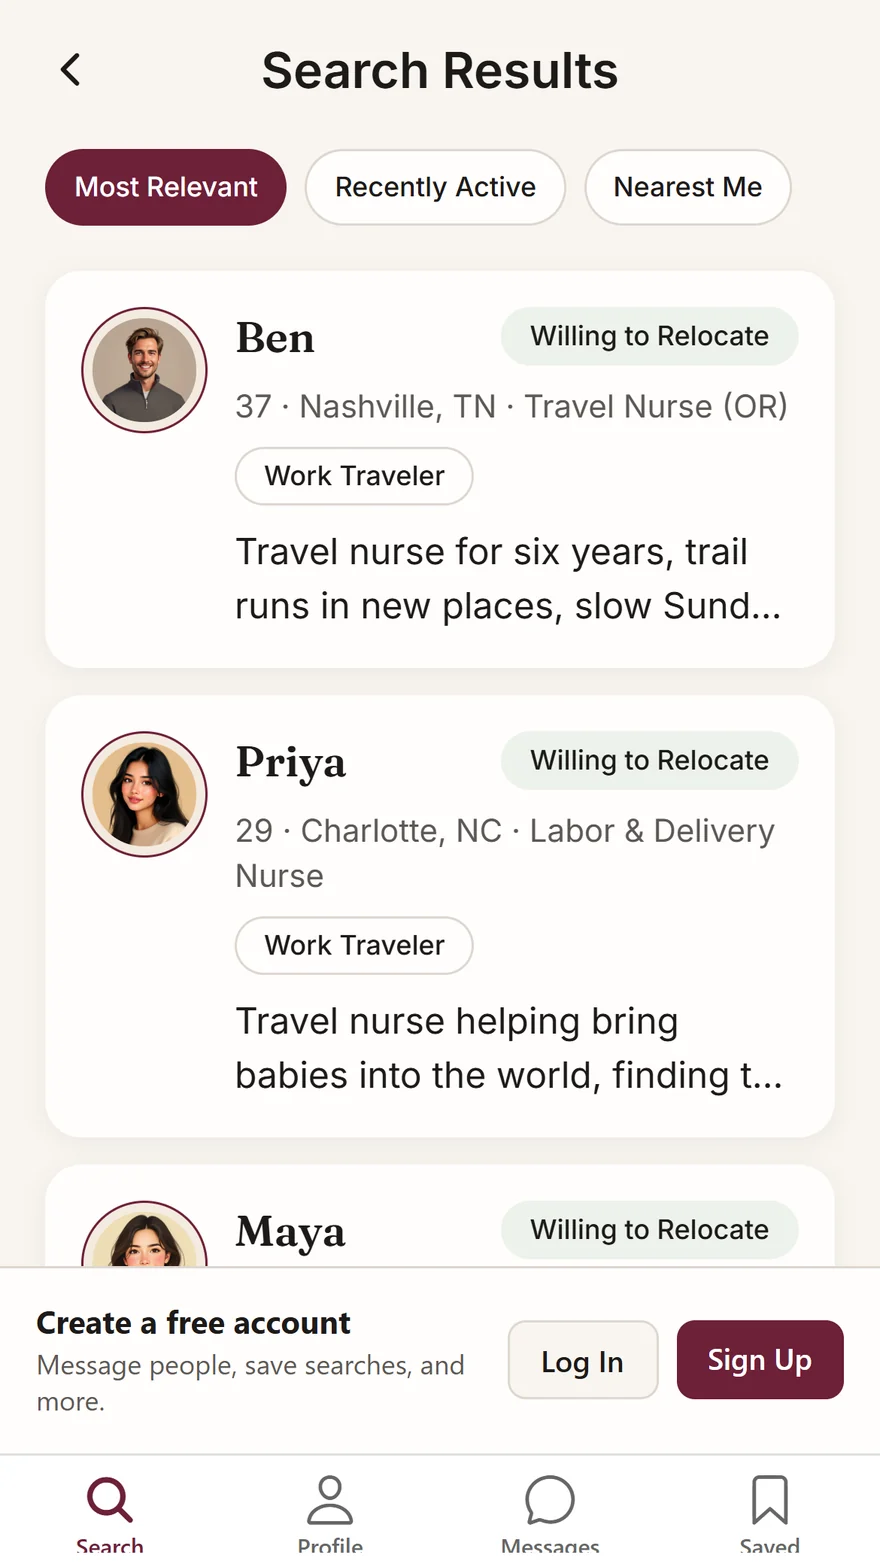 Search Results
Most Relevant
Recently Active
Nearest Me
Ben
Willing to Relocate
37 · Nashville, TN · Travel Nurse (OR)
Work Traveler
Travel nurse for six years, trail
runs in new places, slow Sund...
Priya
Willing to Relocate
29 · Charlotte, NC · Labor & Delivery
Nurse
Work Traveler
Travel nurse helping bring
babies into the world, finding t...
Maya
Willing to Relocate
Create a free account
Message people, save searches, and
more.
Log In
Sign Up
Search
Profile
Messages
Saved